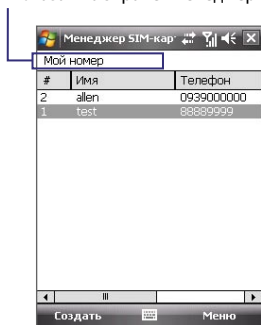 Менеджер SIM-кар
Мой номер
# Имя Телефон
2 allen 0939000000
1 test 88889999
Создать Меню